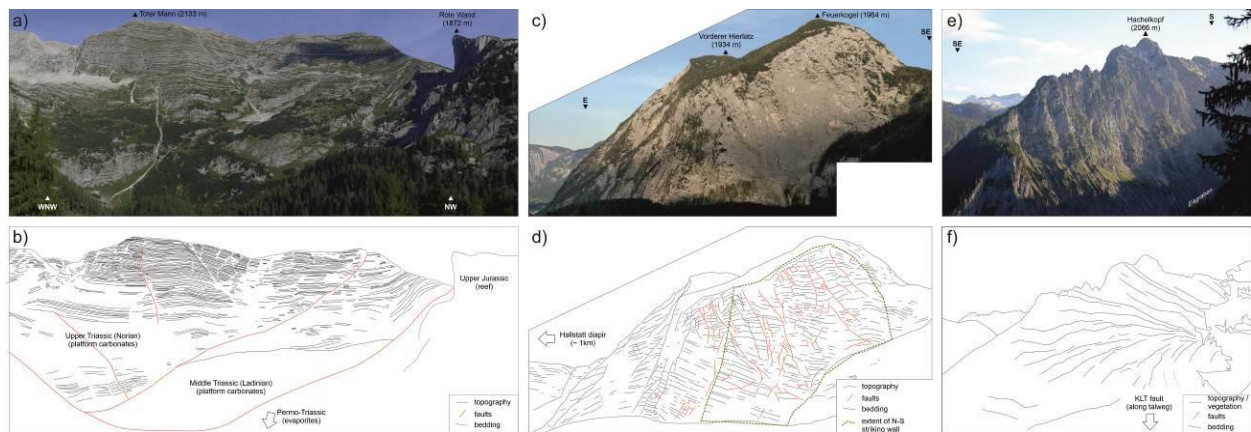 a)
Toter Mann (2133 m)
Rote Wand
(1872 m)
WNW
NW
c)
Feuerkogel (1964 m)
Vorderer Hierlatz
(1934 m)
SE
E
e)
Hachelkopf
(2066 m)
S
SE
Eisgraben
b)
Upper Jurassic
(reef)
Upper Triassic (Norian)
(platform carbonates)
Middle Triassic (Ladinian)
(platform carbonates)
Permo-Triassic
(evaporites)
topography
faults
bedding
d)
Hallstatt diapir
(~ 1km)
topography
faults
bedding
extent of N-S
striking wall
f)
KLT fault
(along talweg)
topography /
vegetation
faults
bedding